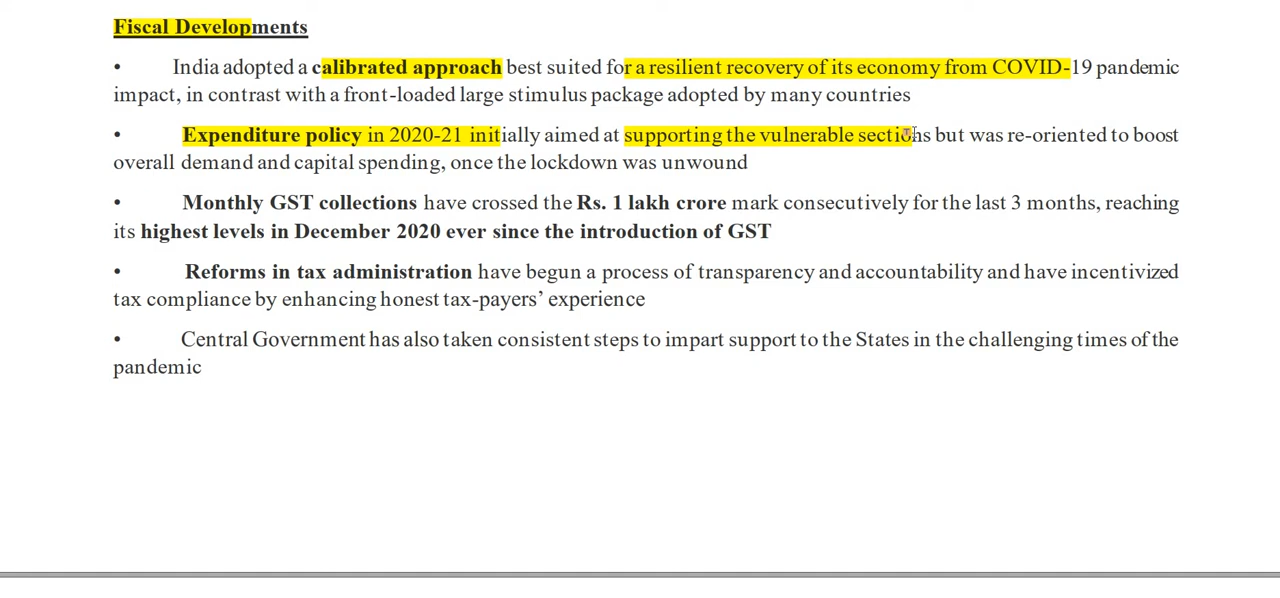 Fiscal Developments
• India adopted a calibrated approach best suited for a resilient recovery of its economy from COVID-19 pandemic
impact, in contrast with a front-loaded large stimulus package adopted by many countries
• Expenditure policy in 2020-21 initially aimed at supporting the vulnerable sections but was re-oriented to boost
overall demand and capital spending, once the lockdown was unwound
• Monthly GST collections have crossed the Rs. 1 lakh crore mark consecutively for the last 3 months, reaching
its highest levels in December 2020 ever since the introduction of GST
• Reforms in tax administration have begun a process of transparency and accountability and have incentivized
tax compliance by enhancing honest tax-payers’ experience
• Central Government has also taken consistent steps to impart support to the States in the challenging times of the
pandemic